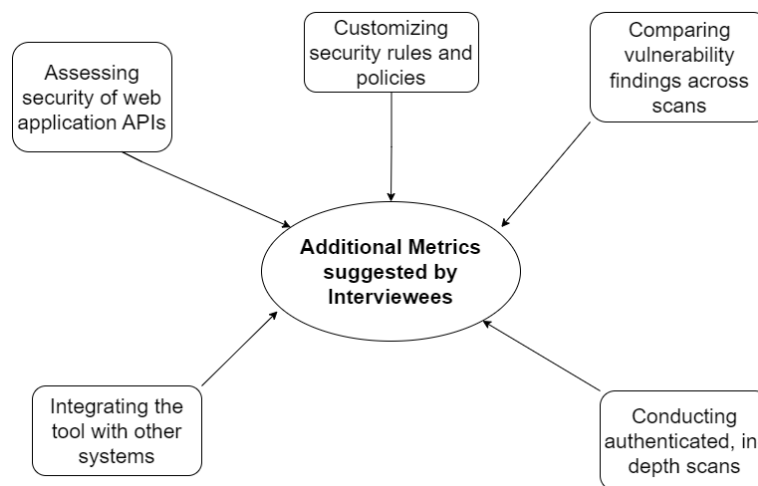 Customizing
security rules and
policies
Comparing
vulnerability
findings across
scans
Assessing
security of web
application APIs
Additional Metrics
suggested by
Interviewees
Integrating the
tool with other
systems
Conducting
authenticated, in
depth scans